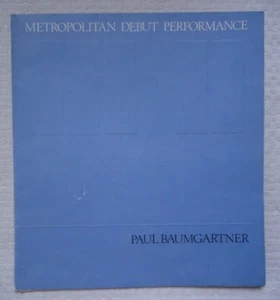 METROPOLITAN DEBUT PERFORMANCE
PAUL BAUMGARTNER